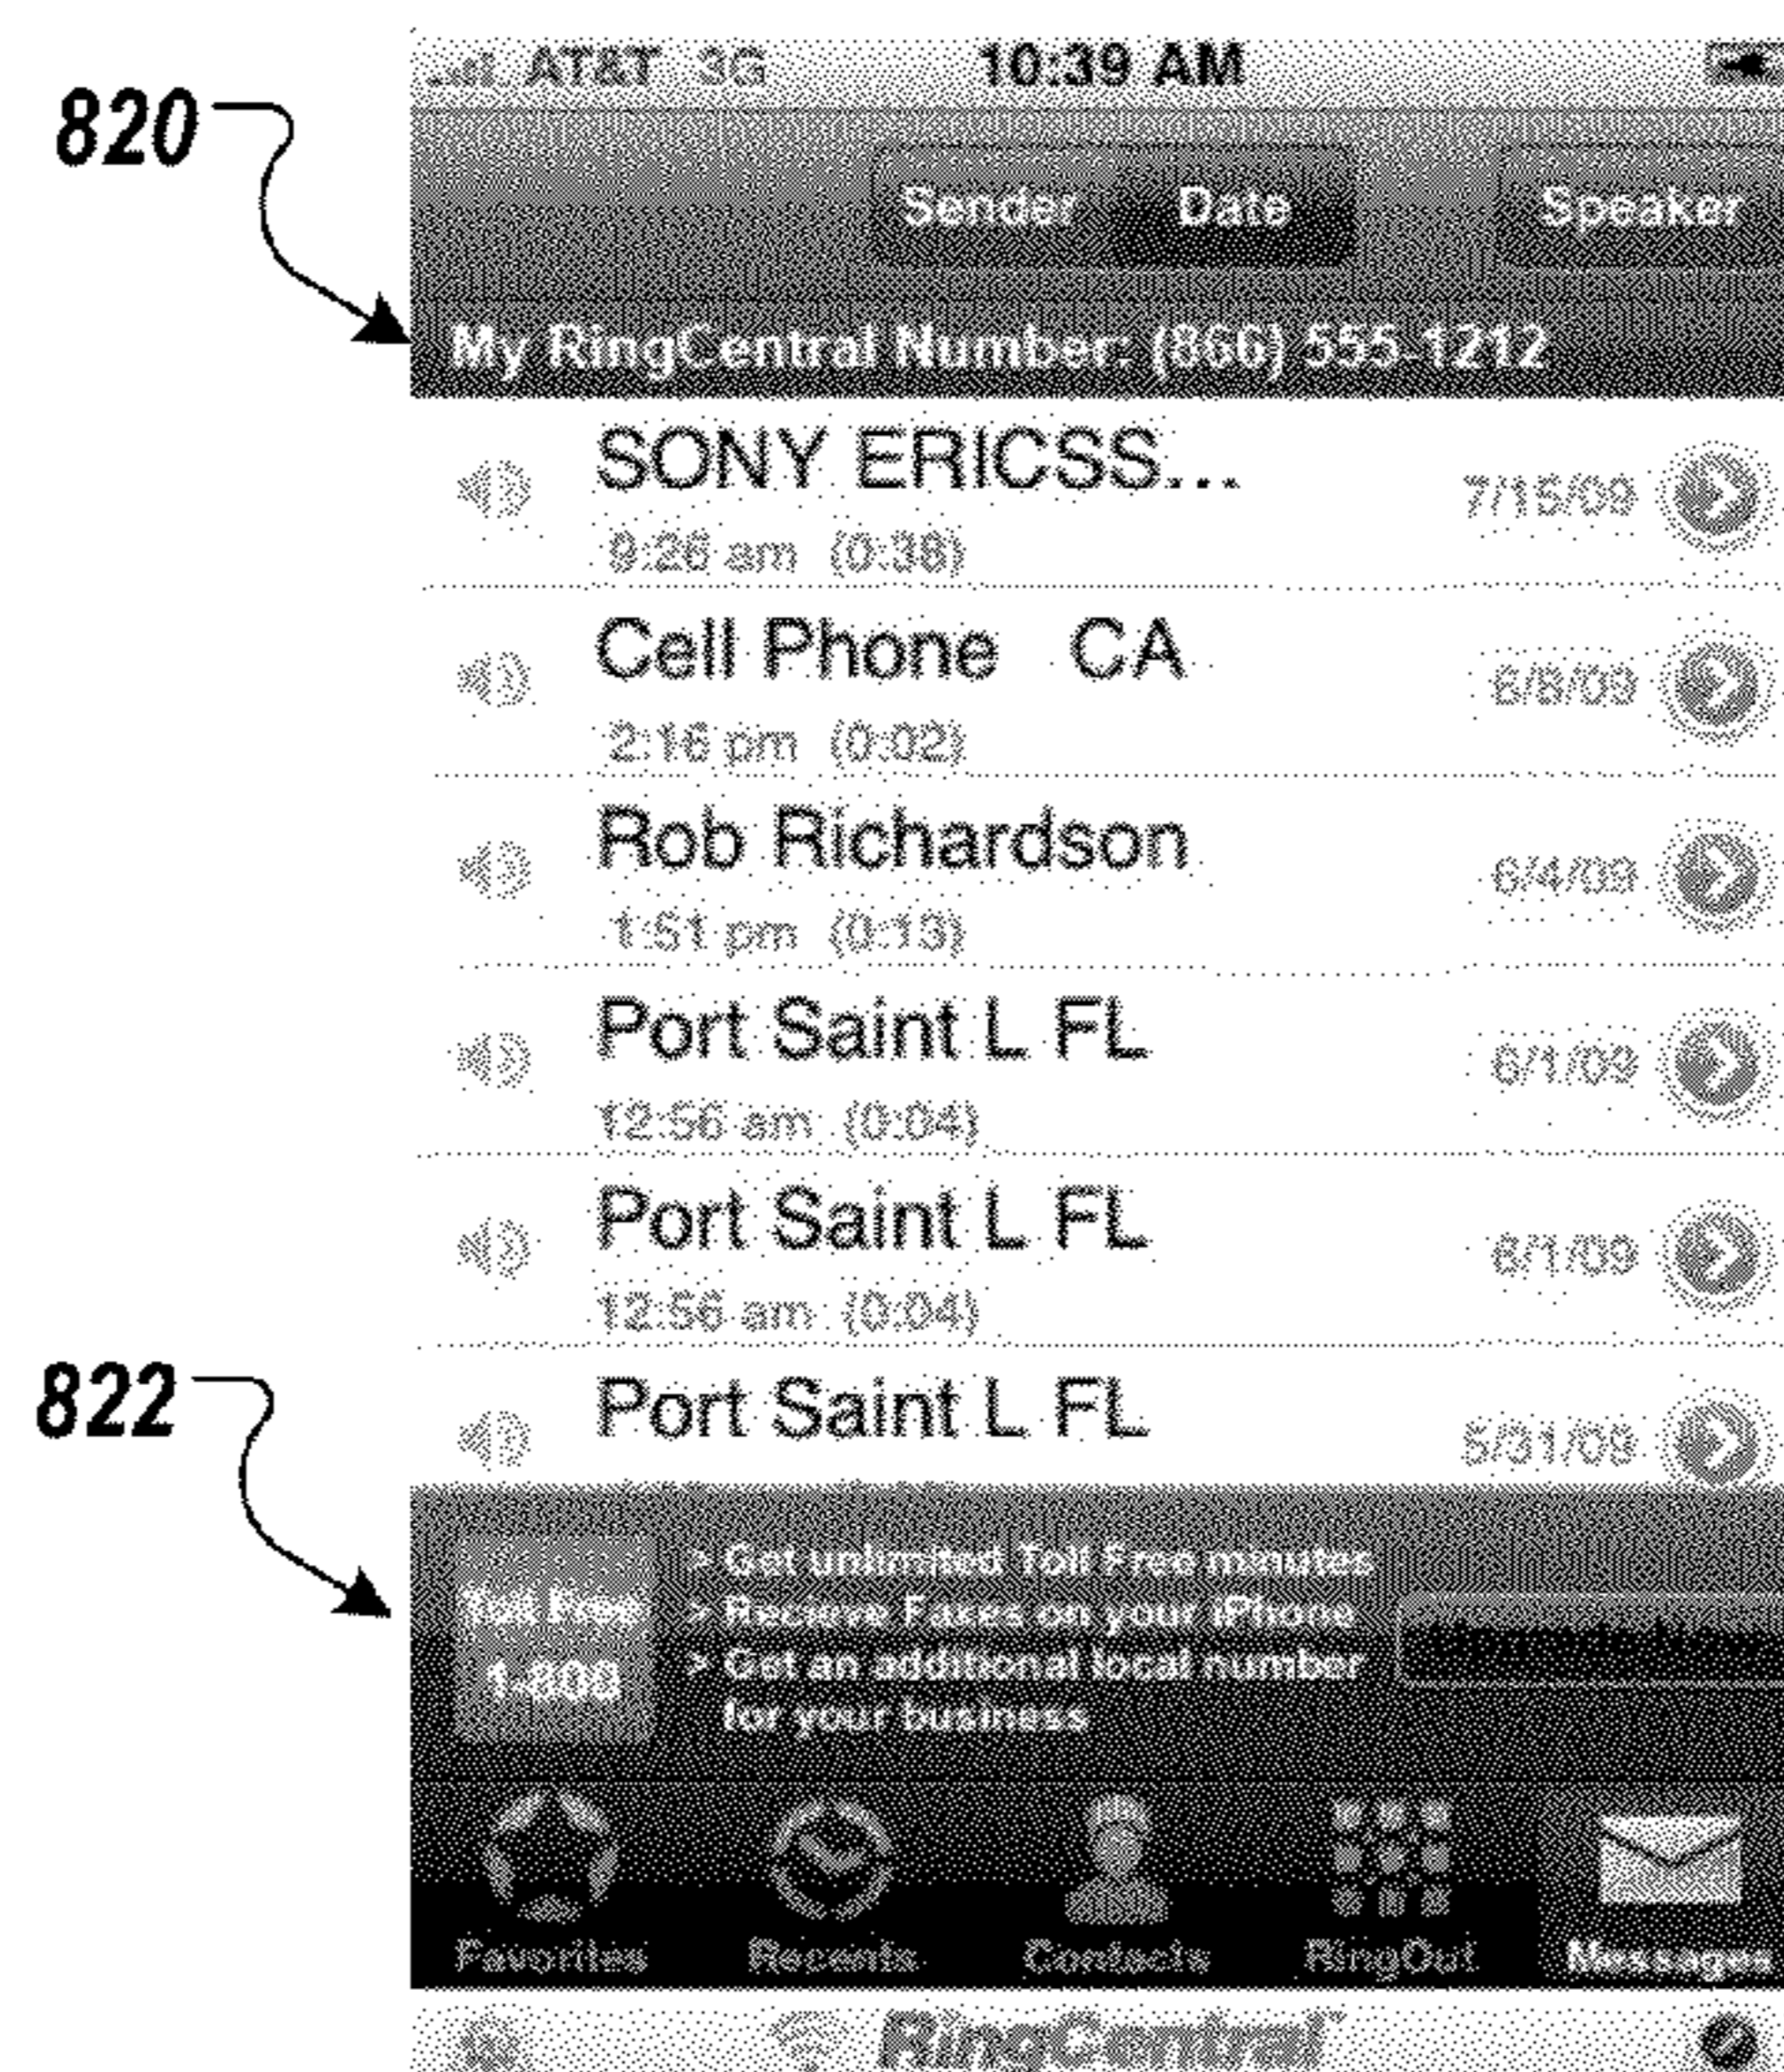 AT&T 3G 10:39 AM
820
Sender Date Speaker
My RingCentral Number: (866) 555-1212
SONY ERICSS...
7/15/09
9:26 am (0:38)
Cell Phone CA
6/8/09
2:16 pm (0:02)
Rob Richardson
6/4/09
1:51 pm (0:13)
Port Saint L FL
6/1/09
12:56 am (0:04)
Port Saint L FL
6/1/09
12:56 am (0:04)
822
Port Saint L FL
5/31/09
> Get unlimited Toll Free minutes
Toll Free
> Recieve Faxes on your iPhone
> Get an additional local number
1-800
for your business
Favorites Recents Contacts RingOut Messages
RingCentral